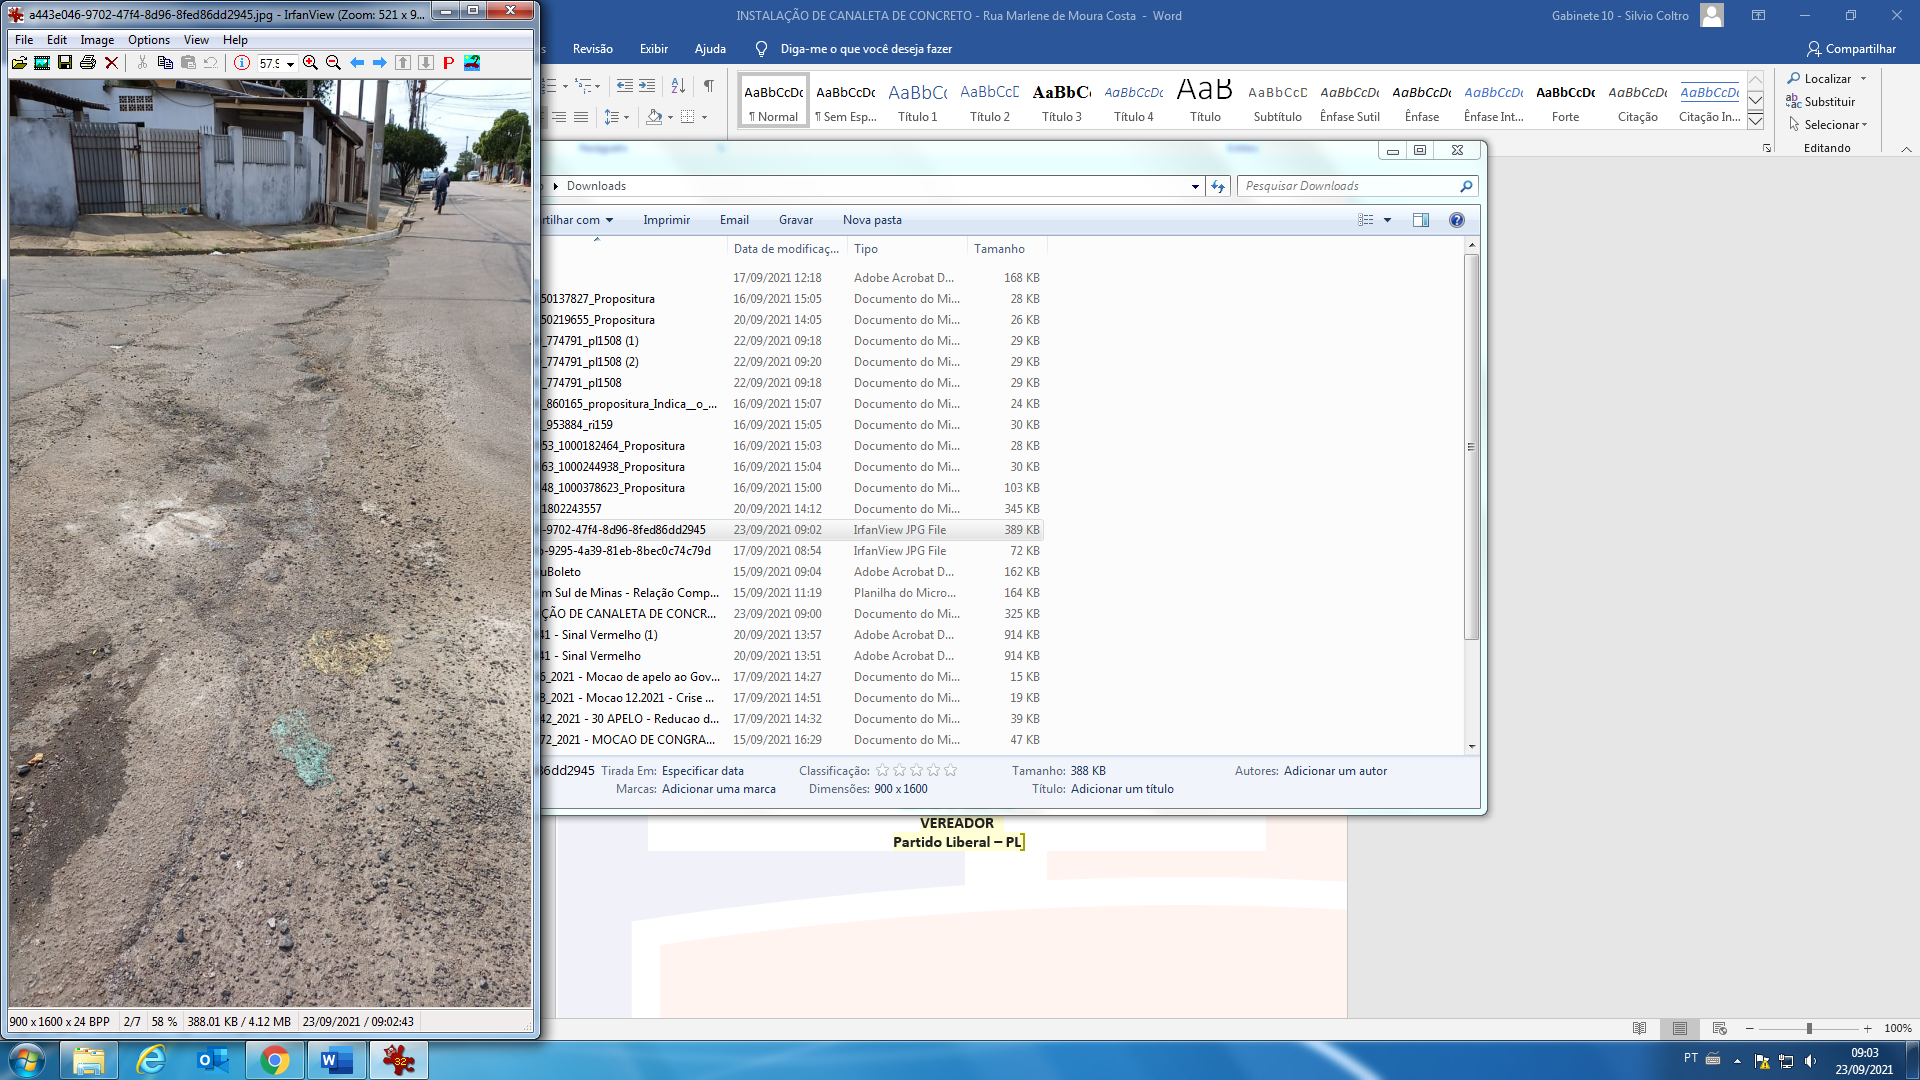 a443e046-9702-47f4-8d96-8fed86dd2945.jpg - IrfanView (Zoom: 521 x 9...
File Edit Image Options View Help
57.9
900 x 1600 x 24 BPP 2/7 58 % 388.01 KB / 4.12 MB 23/09/2021 / 09:02:43
INSTALAÇÃO DE CANALETA DE CONCRETO - Rua Marlene de Moura Costa - Word
Gabinete 10 - Silvio Coltro
Revisão Exibir Ajuda Diga-me o que você deseja fazer
Compartilhar
AaBbCcDc AaBbCcDc AaBbCc AaBbCcD AaBbC AaBbCcDc AaB AaBbCcD AaBbCcDc AaBbCcDc AaBbCcDc AaBbCcDc AaBbCcDc AaBbCcDc
¶ Normal ¶ Sem Esp... Título 1 Título 2 Título 3 Título 4 Título Subtítulo Ênfase Sutil Ênfase Ênfase Int... Forte Citação Citação In...
Localizar
Substituir
Selecionar
Editando
Downloads
Pesquisar Downloads
rtilhar com Imprimir Email Gravar Nova pasta
Data de modificaç... Tipo Tamanho
17/09/2021 12:18 Adobe Acrobat D... 168 KB
50137827_Propositura 16/09/2021 15:05 Documento do Mi... 28 KB
50219655_Propositura 20/09/2021 14:05 Documento do Mi... 26 KB
_774791_pl1508 (1) 22/09/2021 09:18 Documento do Mi... 29 KB
_774791_pl1508 (2) 22/09/2021 09:20 Documento do Mi... 29 KB
_774791_pl1508 22/09/2021 09:18 Documento do Mi... 29 KB
_860165_propositura_Indica__o_... 16/09/2021 15:07 Documento do Mi... 24 KB
_953884_ri159 16/09/2021 15:05 Documento do Mi... 30 KB
53_1000182464_Propositura 16/09/2021 15:03 Documento do Mi... 28 KB
63_1000244938_Propositura 16/09/2021 15:04 Documento do Mi... 30 KB
48_1000378623_Propositura 16/09/2021 15:00 Documento do Mi... 103 KB
1802243557 20/09/2021 14:12 Documento do Mi... 345 KB
-9702-47f4-8d96-8fed86dd2945 23/09/2021 09:02 IrfanView JPG File 389 KB
-9295-4a39-81eb-8bec0c74c79d 17/09/2021 08:54 IrfanView JPG File 72 KB
uBoleto 15/09/2021 09:04 Adobe Acrobat D... 162 KB
m Sul de Minas - Relação Comp... 15/09/2021 11:19 Planilha do Micro... 164 KB
ÇÃO DE CANALETA DE CONCR... 23/09/2021 09:00 Documento do Mi... 325 KB
41 - Sinal Vermelho (1) 20/09/2021 13:57 Adobe Acrobat D... 914 KB
41 - Sinal Vermelho 20/09/2021 13:51 Adobe Acrobat D... 914 KB
5_2021 - Mocao de apelo ao Gov... 17/09/2021 14:27 Documento do Mi... 15 KB
8_2021 - Mocao 12.2021 - Crise ... 17/09/2021 14:51 Documento do Mi... 19 KB
42_2021 - 30 APELO - Reducao d... 17/09/2021 14:32 Documento do Mi... 39 KB
72_2021 - MOCAO DE CONGRA... 15/09/2021 16:29 Documento do Mi... 47 KB
86dd2945 Tirada Em: Especificar data Classificação: Tamanho: 388 KB Autores: Adicionar um autor
Marcas: Adicionar uma marca Dimensões: 900 x 1600 Título: Adicionar um título
VEREADOR
Partido Liberal – PL
100%
PT
09:03
23/09/2021